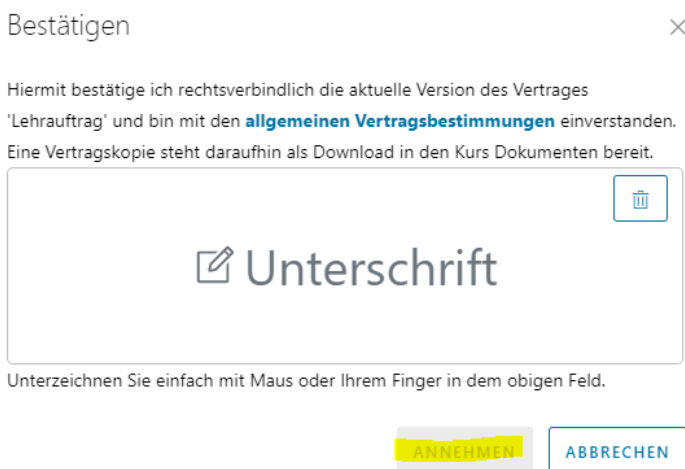 Bestätigen
Hiermit bestätige ich rechtsverbindlich die aktuelle Version des Vertrages
'Lehrauftrag' und bin mit den allgemeinen Vertragsbestimmungen einverstanden.
Eine Vertragskopie steht daraufhin als Download in den Kurs Dokumenten bereit.
Unterschrift
Unterzeichnen Sie einfach mit Maus oder Ihrem Finger in dem obigen Feld.
ANNEHMEN ABBRECHEN